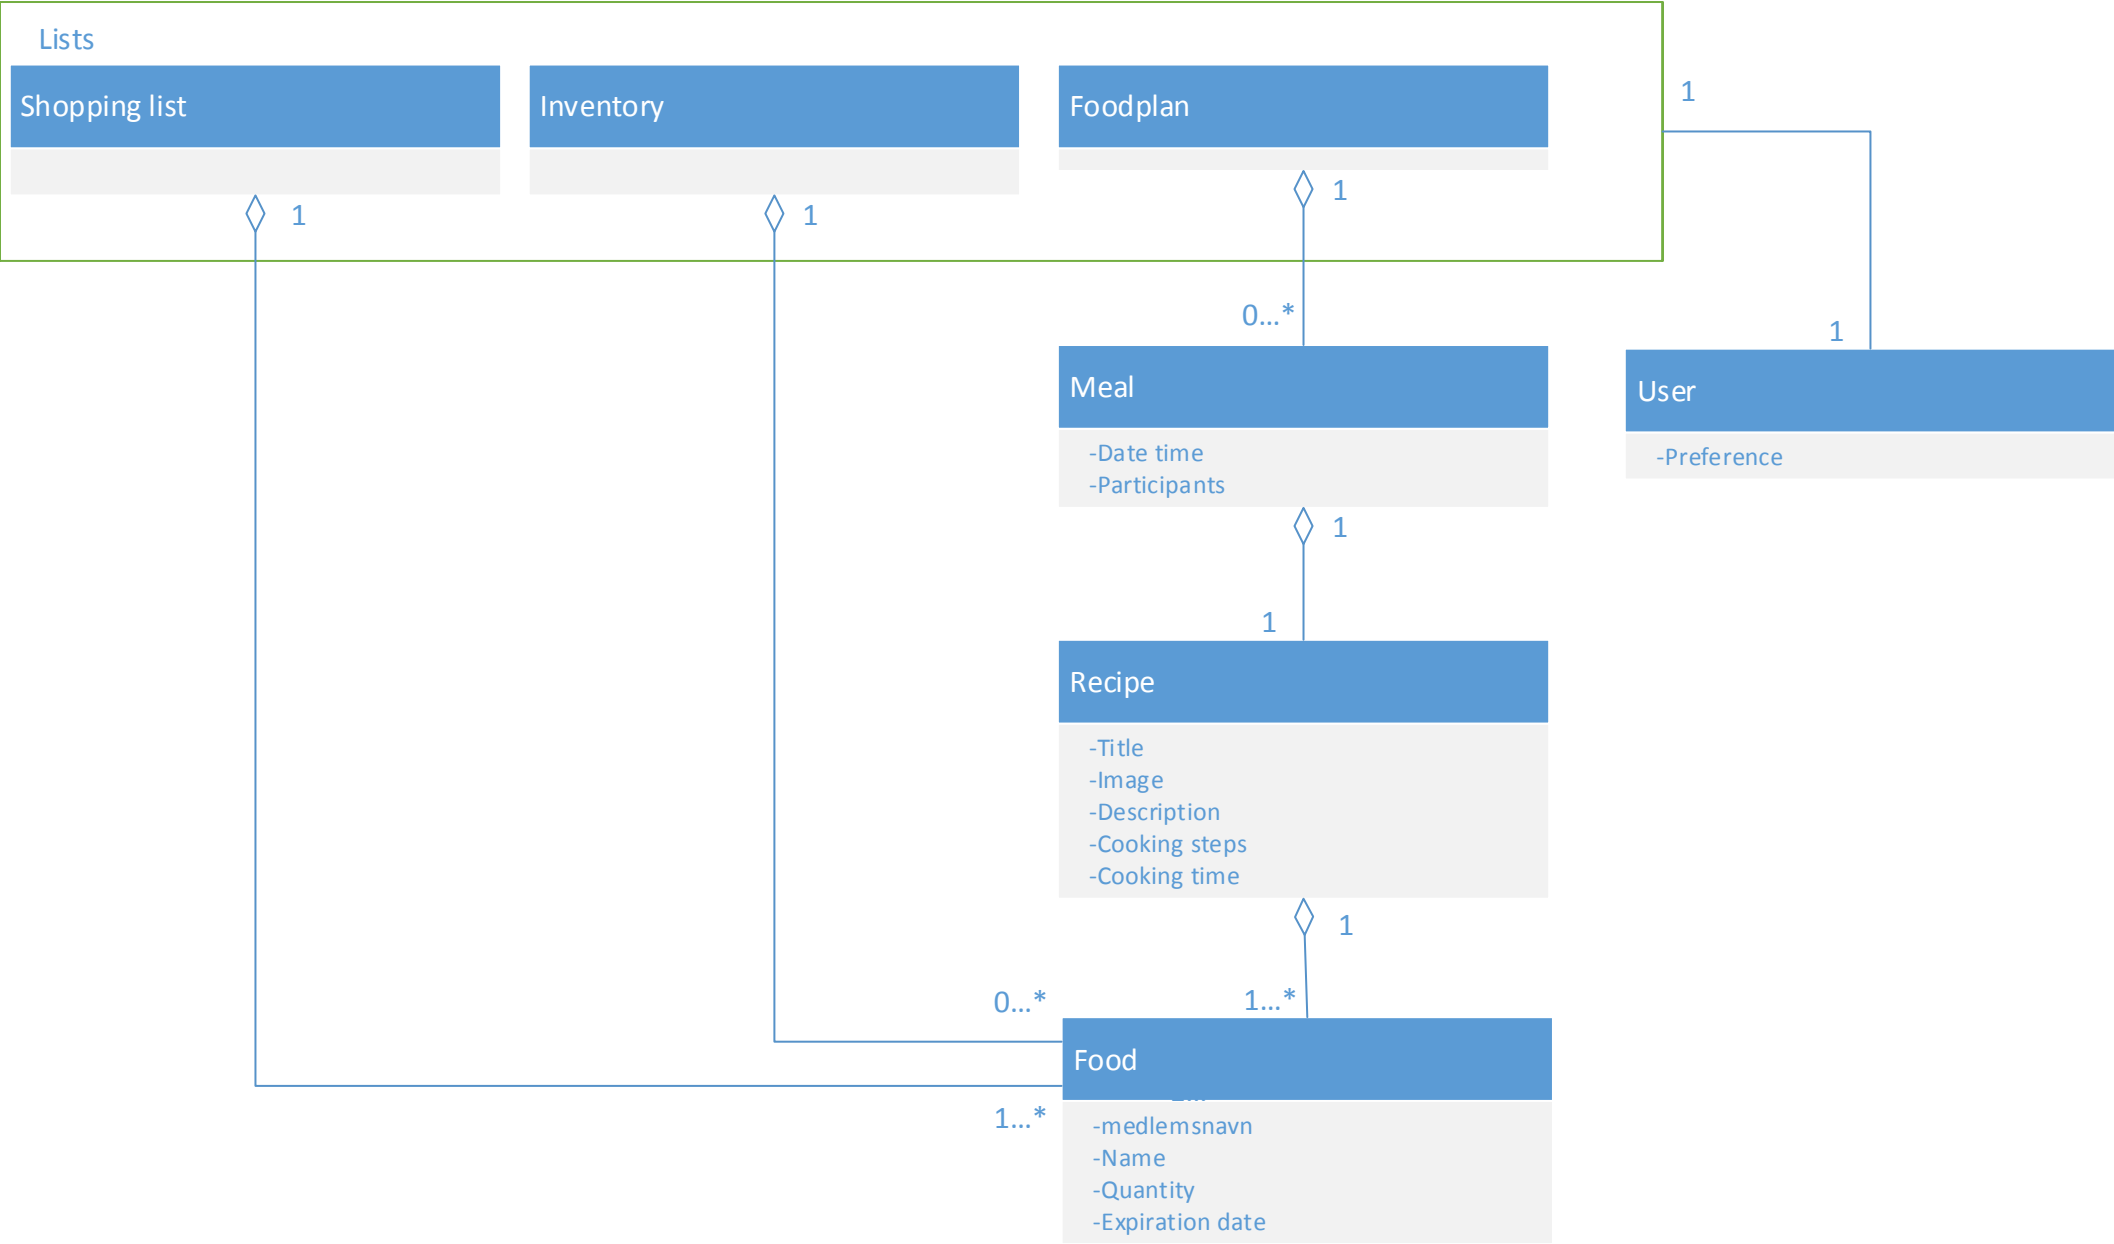 Lists
Shopping list
Inventory
Foodplan
1
1
1
1
0...*
1
Meal
-Date time
-Participants
User
-Preference
1
1
Recipe
-Title
-Image
-Description
-Cooking steps
-Cooking time
1
0...*
1...*
Food
1...*
-medlemsnavn
-Name
-Quantity
-Expiration date